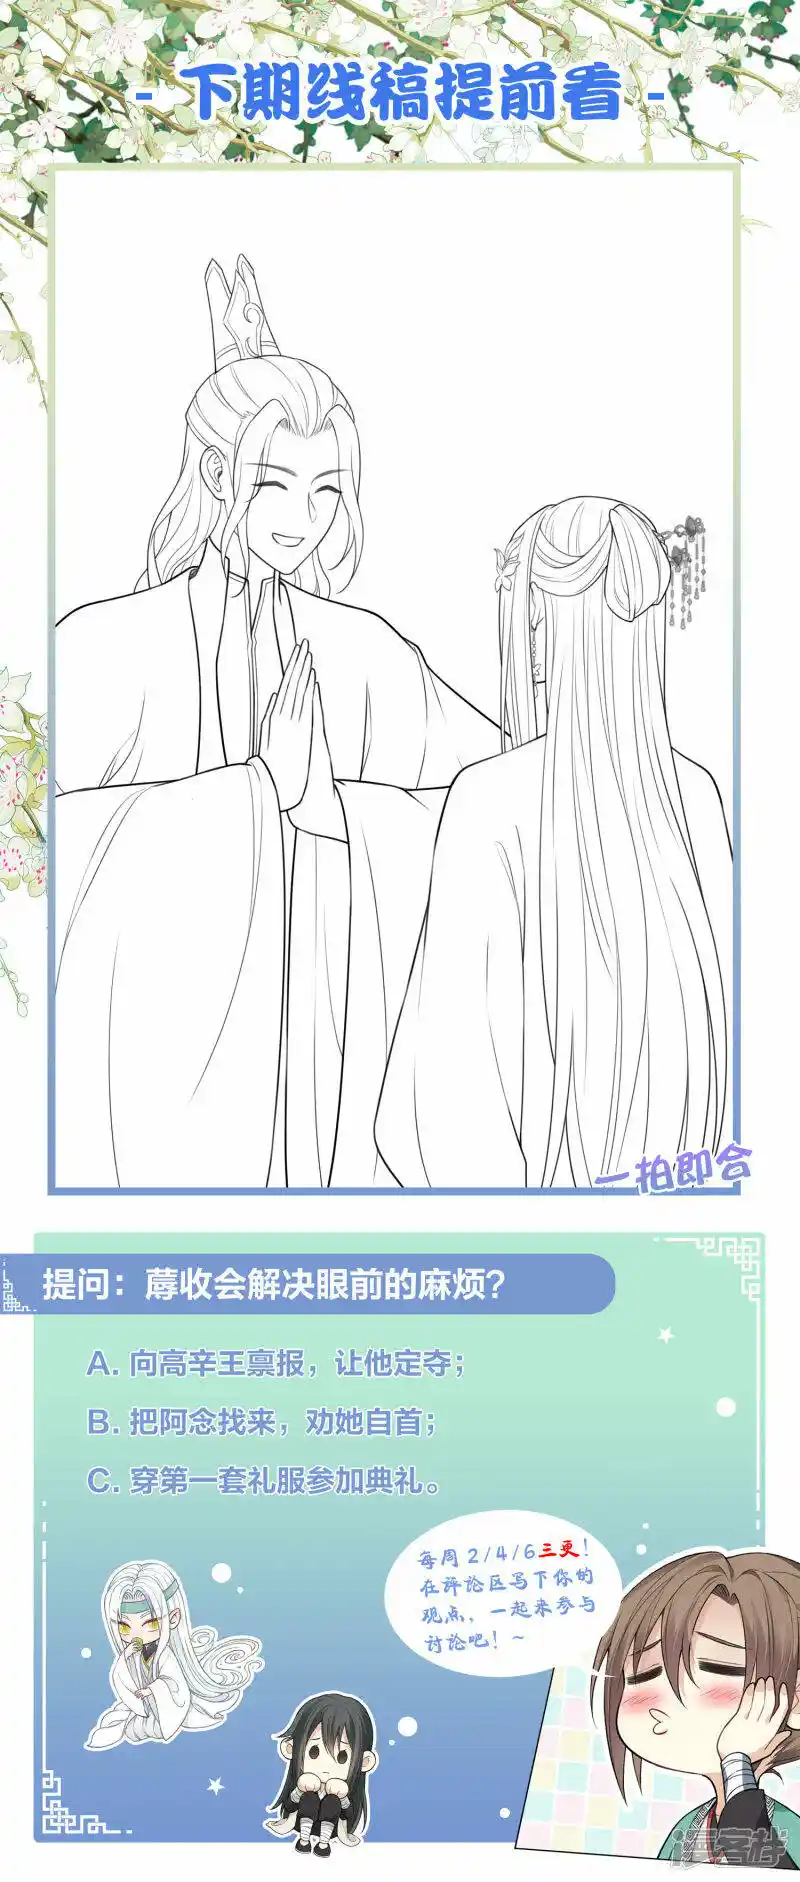 - 下期线稿提前看 -
一拍即合
提问：蓐收会解决眼前的麻烦?
A. 向高辛王禀报，让他定夺；
B. 把阿念找来，劝她自首；
C. 穿第一套礼服参加典礼。
每周 2/4/6三更！
在评论区写下你的
观点，一起来参与
讨论吧！~
漫客栈